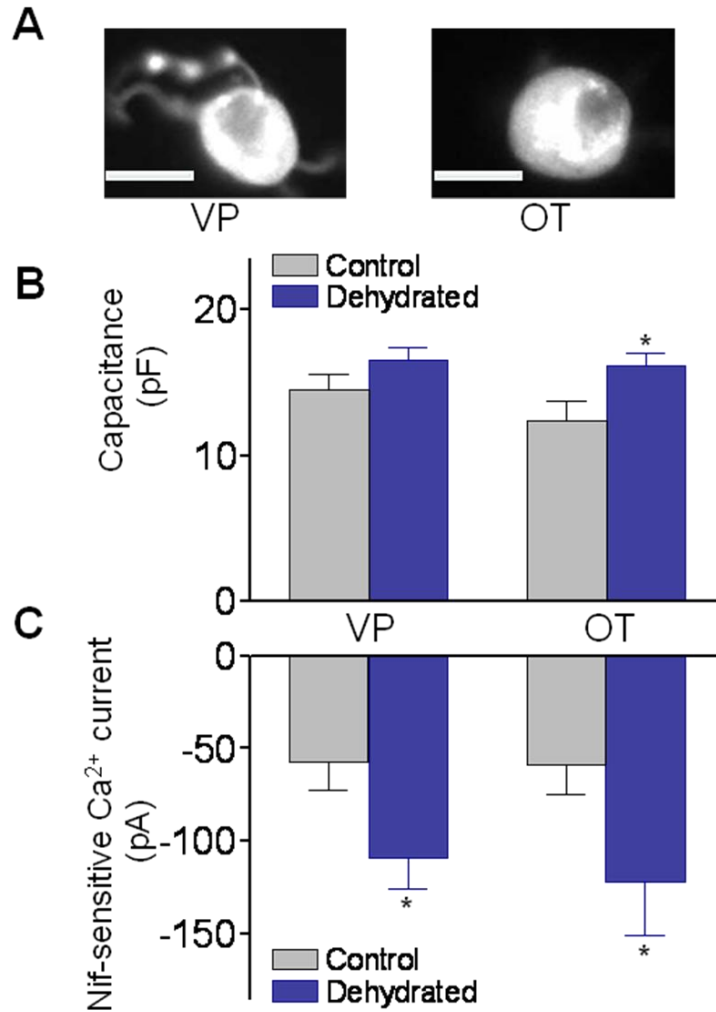 A
VP
OT
B
Control
Dehydrated
Capacitance
(pF)
20
10
0
*
VP
OT
C
Nif-sensitive Ca²⁺ current
(pA)
0
-50
-100
-150
*
*
Control
Dehydrated